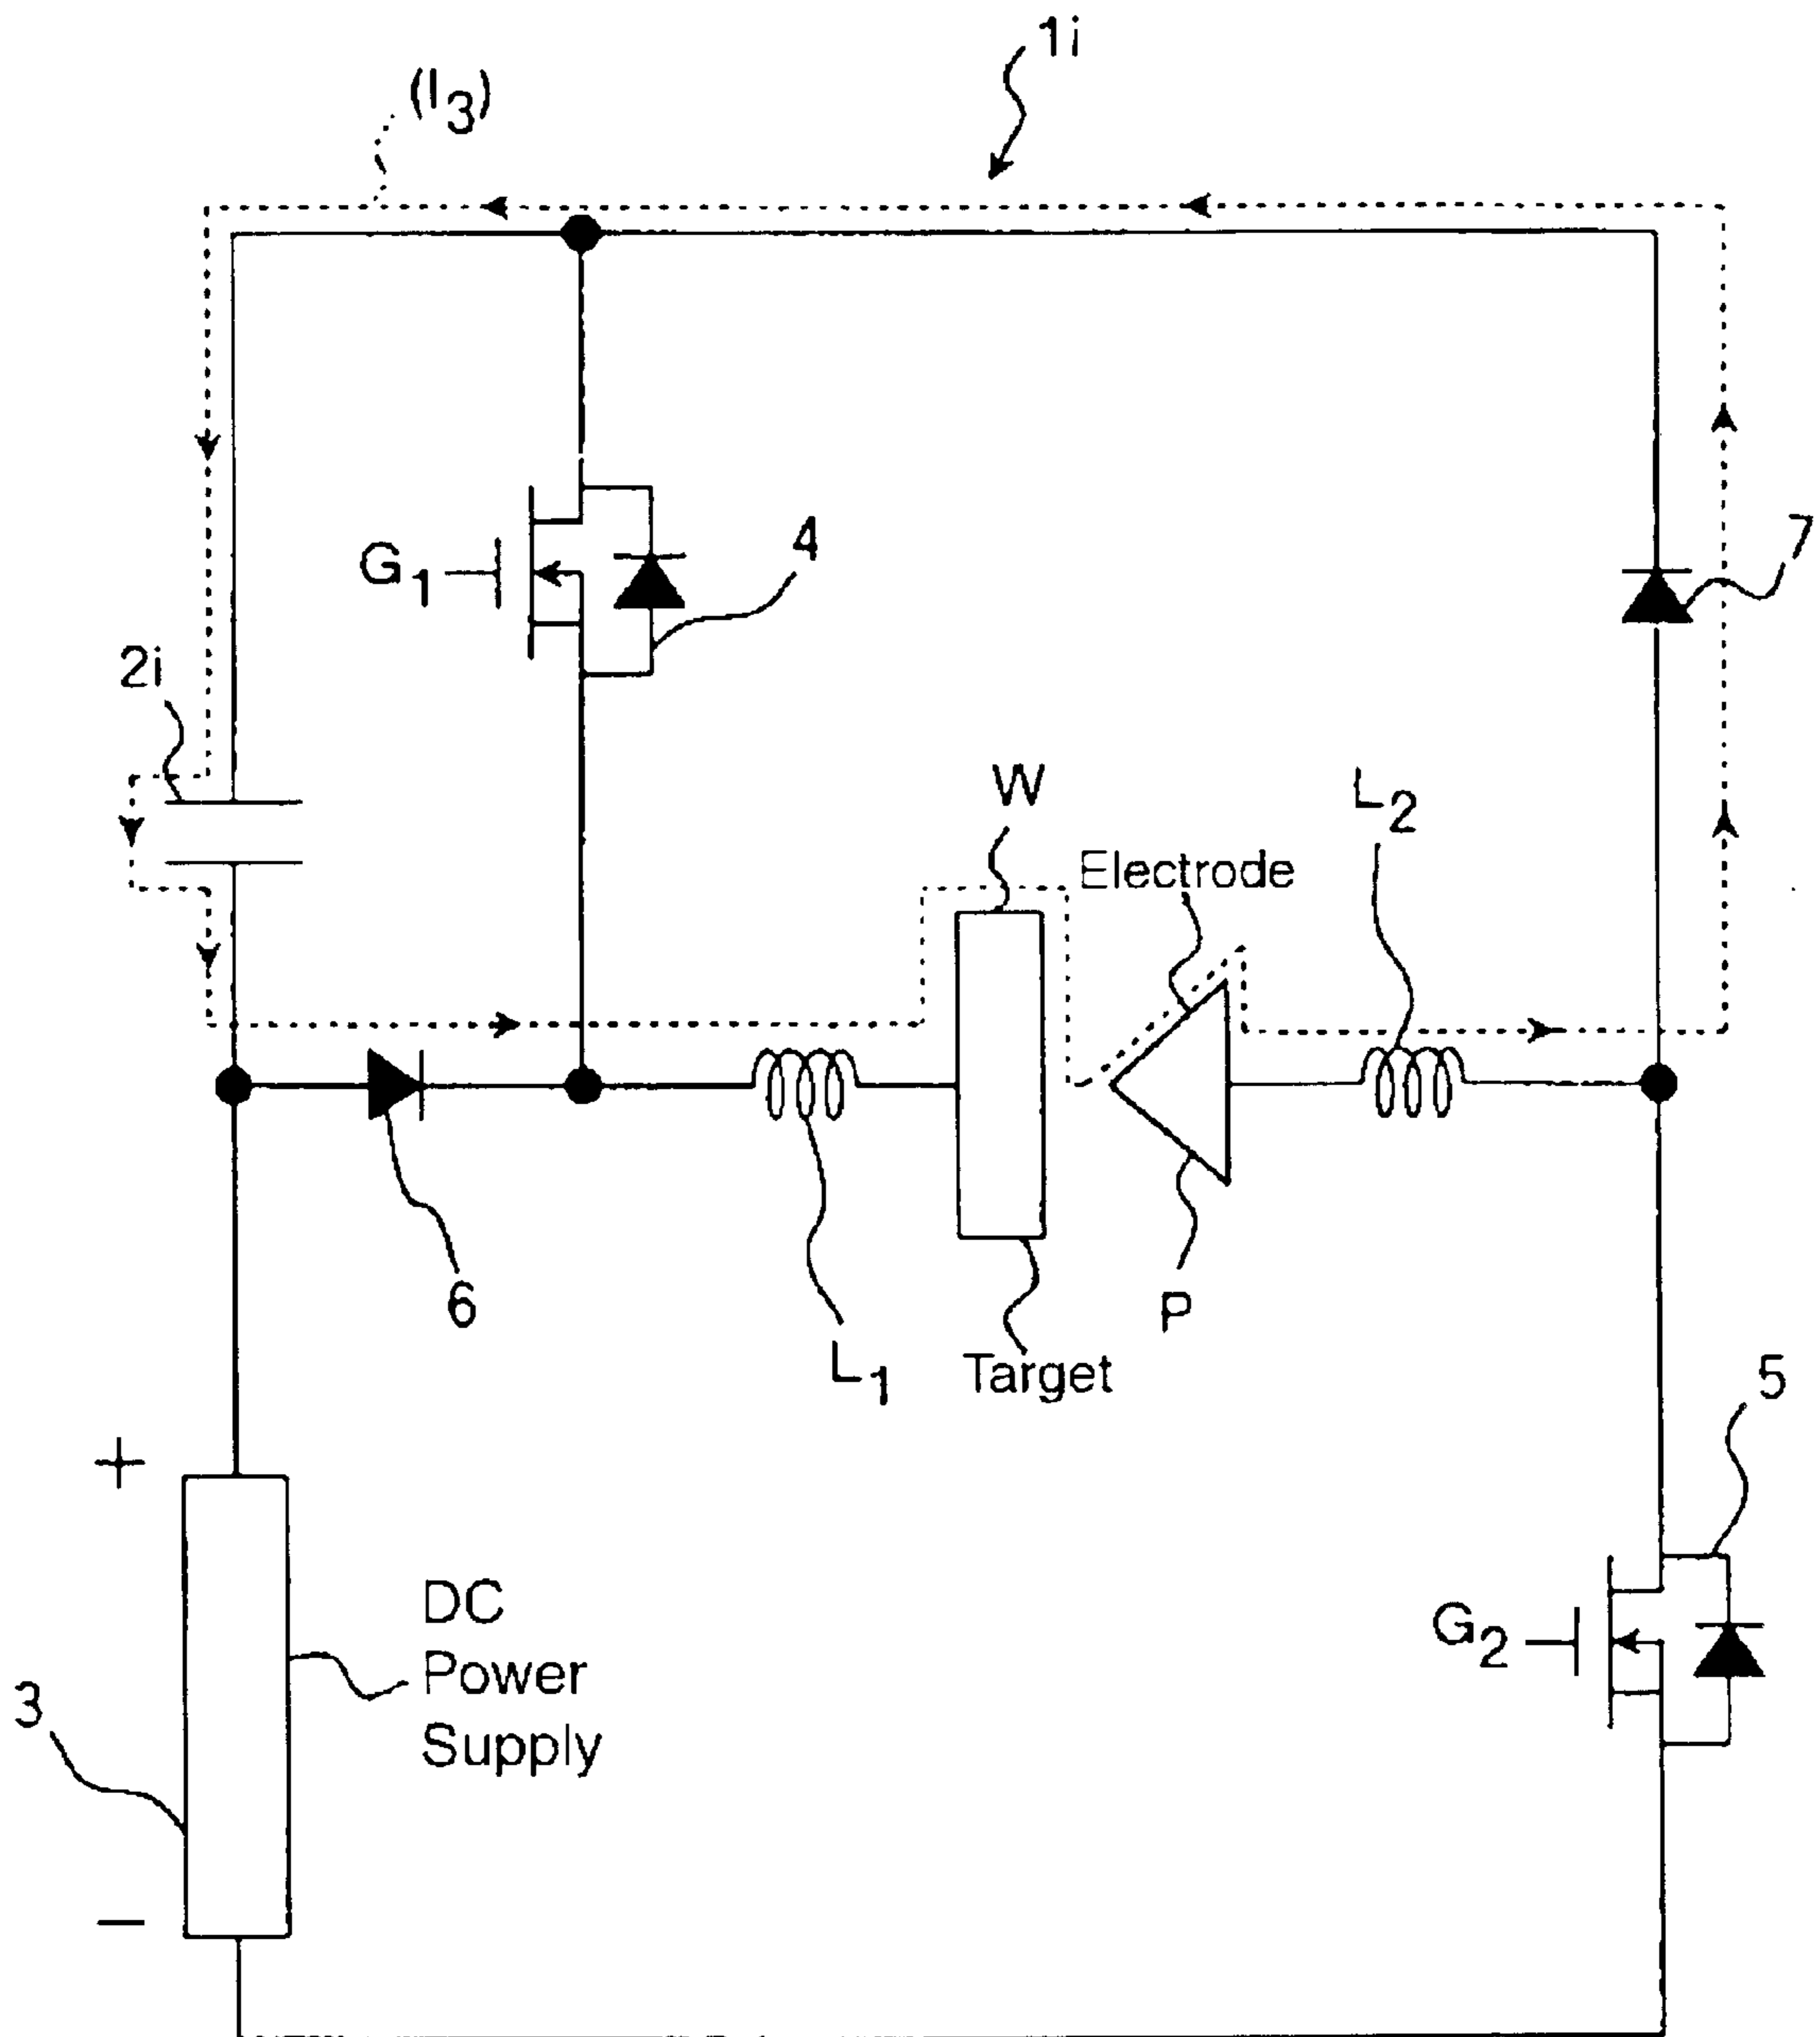 1i
(I3)
4
G1
7
2i
W
L2
Electrode
6
L1
Target
P
5
+
DC
Power
Supply
G2
3
−